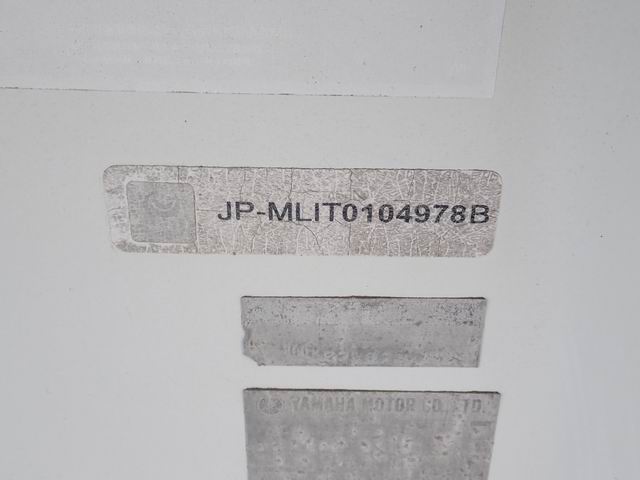 JP-MLIT0104978B
YAMAHA MOTOR CO., LTD.